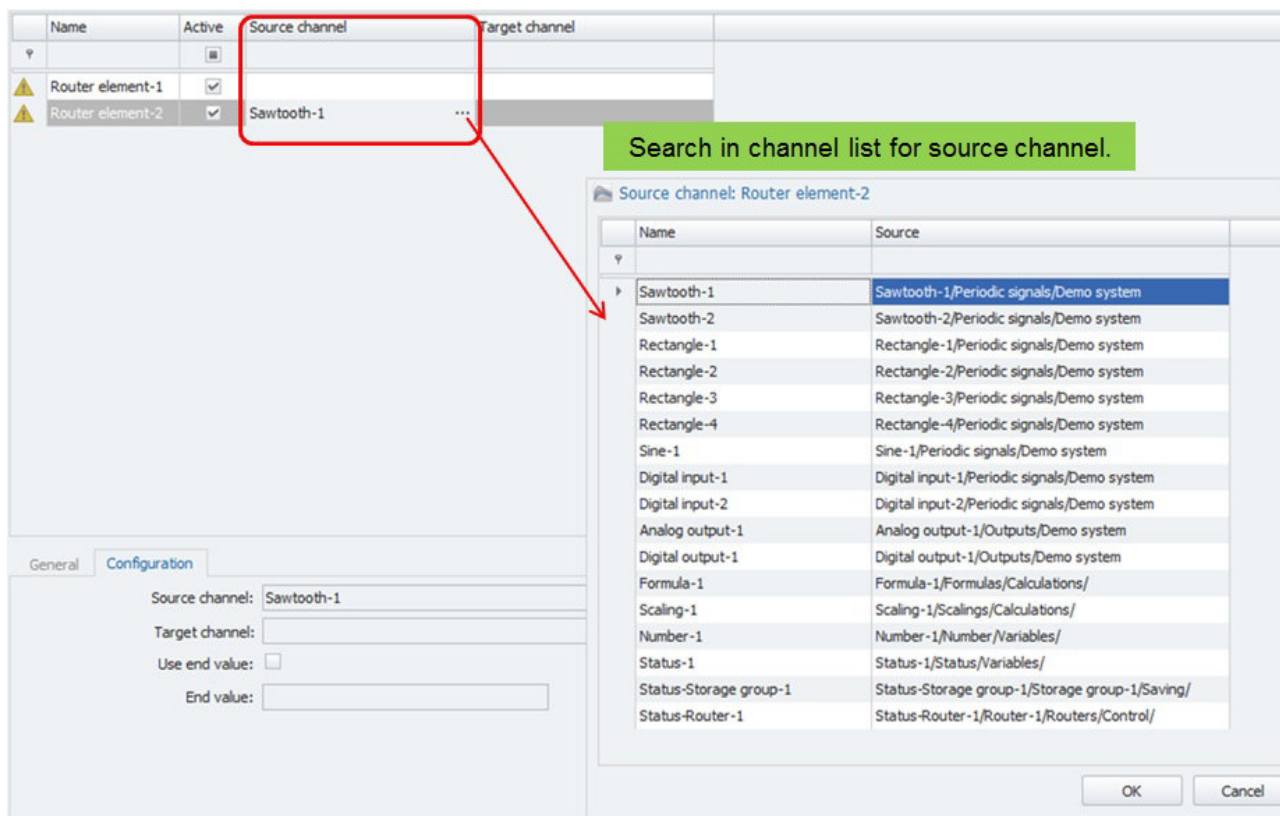 Name Active Source channel Target channel
Router element-1
Router element-2 Sawtooth-1 ...
Search in channel list for source channel.
Source channel: Router element-2
Name Source
Sawtooth-1 Sawtooth-1/Periodic signals/Demo system
Sawtooth-2 Sawtooth-2/Periodic signals/Demo system
Rectangle-1 Rectangle-1/Periodic signals/Demo system
Rectangle-2 Rectangle-2/Periodic signals/Demo system
Rectangle-3 Rectangle-3/Periodic signals/Demo system
Rectangle-4 Rectangle-4/Periodic signals/Demo system
Sine-1 Sine-1/Periodic signals/Demo system
Digital input-1 Digital input-1/Periodic signals/Demo system
Digital input-2 Digital input-2/Periodic signals/Demo system
Analog output-1 Analog output-1/Outputs/Demo system
Digital output-1 Digital output-1/Outputs/Demo system
Formula-1 Formula-1/Formulas/Calculations/
Scaling-1 Scaling-1/Scalings/Calculations/
Number-1 Number-1/Number/Variables/
Status-1 Status-1/Status/Variables/
Status-Storage group-1 Status-Storage group-1/Storage group-1/Saving/
Status-Router-1 Status-Router-1/Router-1/Routers/Control/
OK Cancel
General Configuration
Source channel: Sawtooth-1
Target channel:
Use end value:
End value: